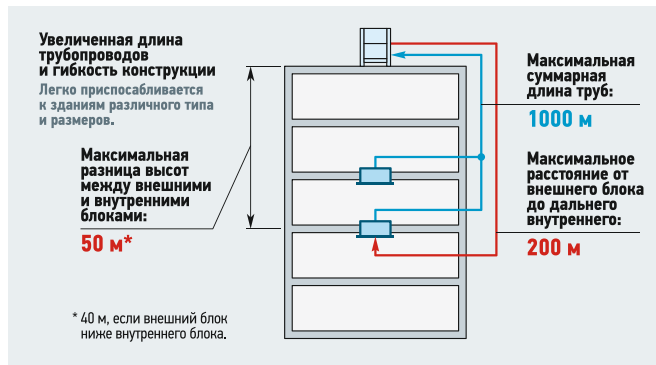 Увеличенная длина
трубопроводов
и гибкость конструкции
Легко приспосабливается
к зданиям различного типа
и размеров.
Максимальная
разница высот
между внешними
и внутренними
блоками:
50 м*
* 40 м, если внешний блок
ниже внутреннего блока.
Максимальная
суммарная
длина труб:
1000 м
Максимальное
расстояние от
внешнего блока
до дальнего
внутреннего:
200 м